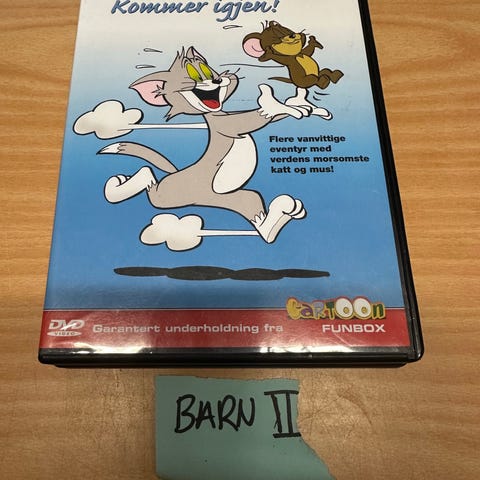 Kommer igjen!
Flere vanvittige
eventyr med
verdens morsomste
katt og mus!
DVD
VIDEO
Garantert underholdning fra
CARTOON
FUNBOX
BARN II